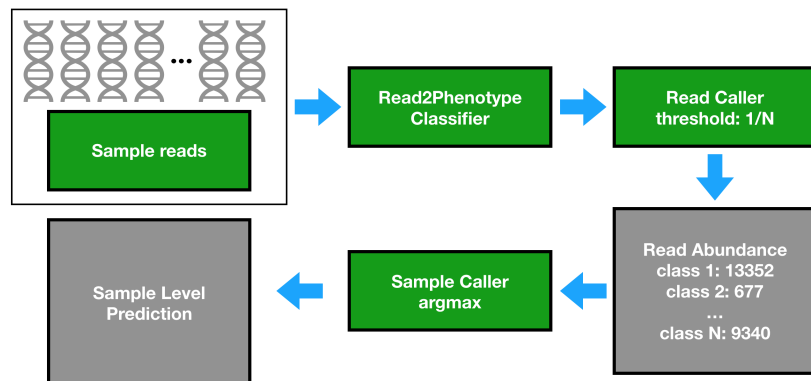 ...
Sample reads
Read2Phenotype
Classifier
Read Caller
threshold: 1/N
Read Abundance
class 1: 13352
class 2: 677
...
class N: 9340
Sample Caller
argmax
Sample Level
Prediction